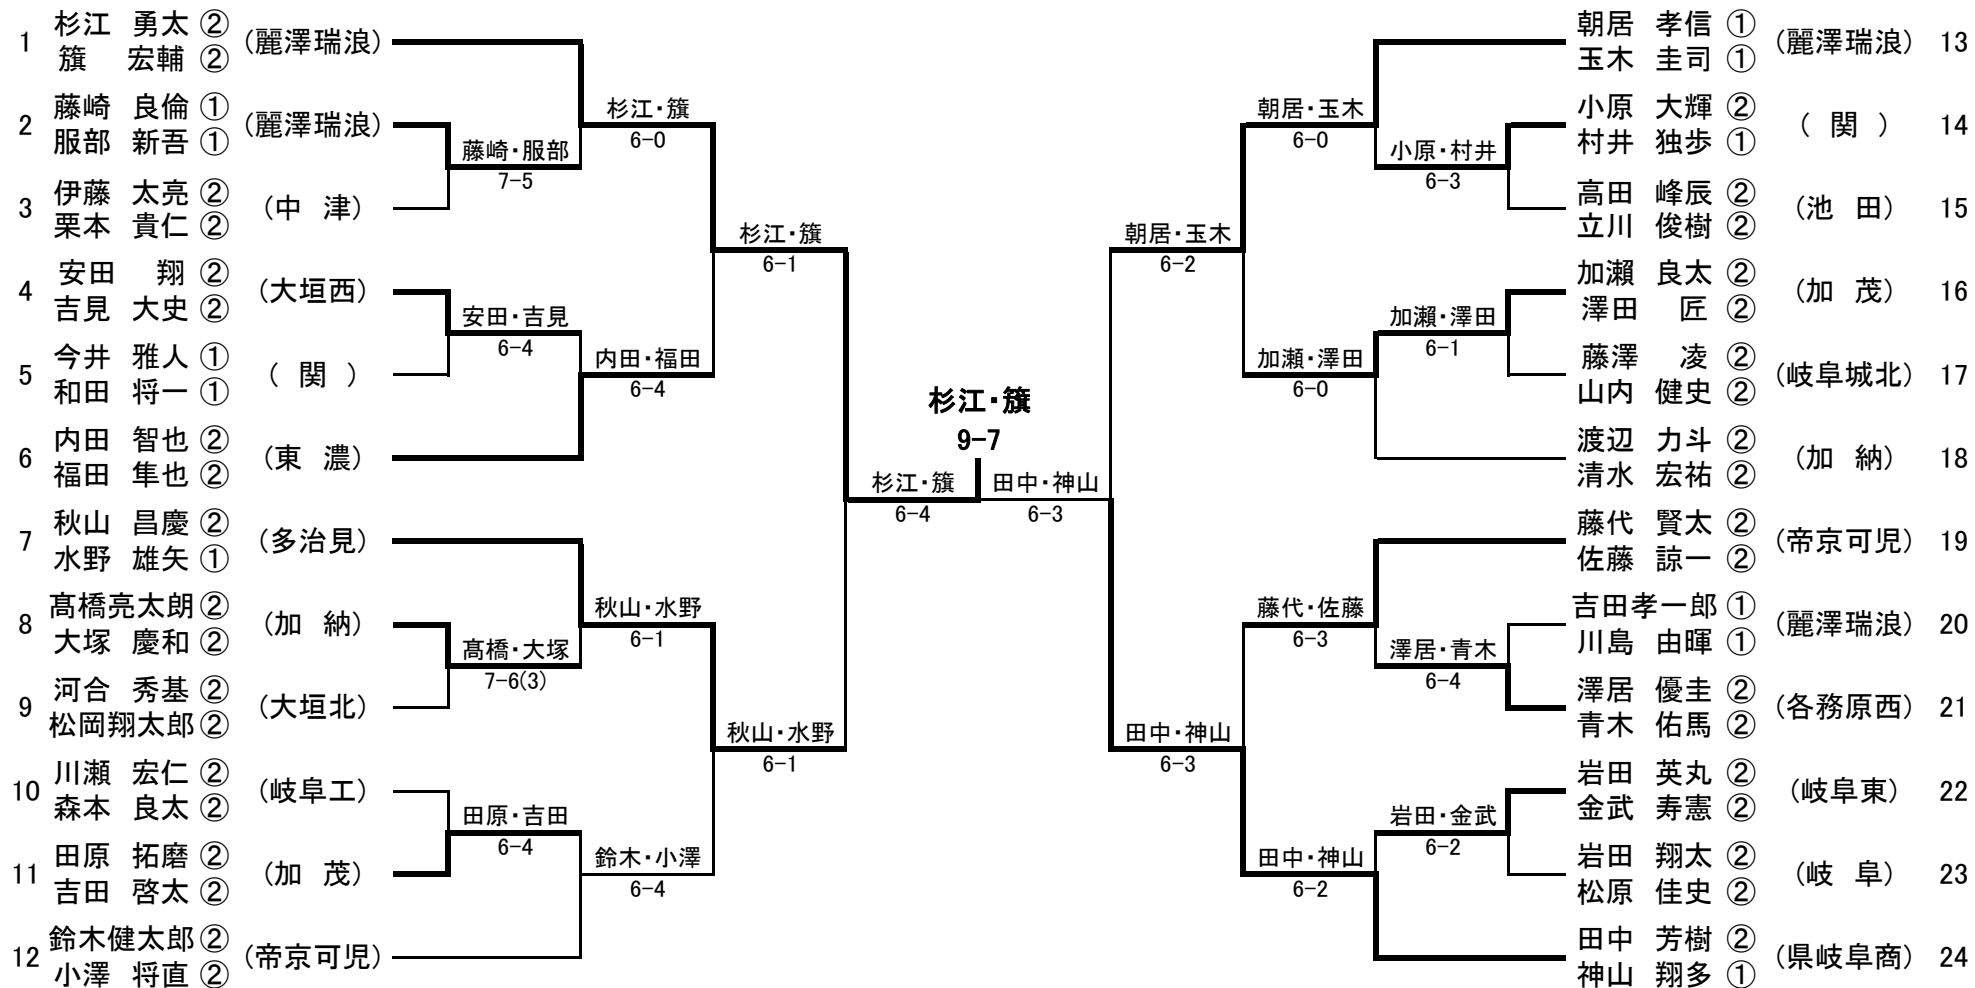 1 杉江 勇太 ② (麗澤瑞浪)
籏 宏輔 ②
2 藤崎 良倫 ① (麗澤瑞浪)
服部 新吾 ①
3 伊藤 太亮 ② (中 津)
栗本 貴仁 ②
4 安田 翔 ② (大垣西)
吉見 大史 ②
5 今井 雅人 ① ( 関 )
和田 将一 ①
6 内田 智也 ② (東 濃)
福田 隼也 ②
7 秋山 昌慶 ② (多治見)
水野 雄矢 ①
8 髙橋亮太朗 ② (加 納)
大塚 慶和 ②
9 河合 秀基 ② (大垣北)
松岡翔太郎 ②
10 川瀬 宏仁 ② (岐阜工)
森本 良太 ②
11 田原 拓磨 ② (加 茂)
吉田 啓太 ②
12 鈴木健太郎 ② (帝京可児)
小澤 将直 ②
藤崎・服部
7-5
安田・吉見
6-4
髙橋・大塚
7-6(3)
田原・吉田
6-4
杉江・籏
6-0
内田・福田
6-4
秋山・水野
6-1
鈴木・小澤
6-4
杉江・籏
6-1
秋山・水野
6-1
杉江・籏
6-4
杉江・籏
9-7
田中・神山
6-3
朝居・玉木
6-2
田中・神山
6-3
朝居・玉木
6-0
加瀬・澤田
6-0
藤代・佐藤
6-3
田中・神山
6-2
小原・村井
6-3
加瀬・澤田
6-1
澤居・青木
6-4
岩田・金武
6-2
朝居 孝信 ① (麗澤瑞浪) 13
玉木 圭司 ①
小原 大輝 ② ( 関 ) 14
村井 独歩 ①
高田 峰辰 ② (池 田) 15
立川 俊樹 ②
加瀬 良太 ② (加 茂) 16
澤田 匠 ②
藤澤 凌 ② (岐阜城北) 17
山内 健史 ②
渡辺 力斗 ② (加 納) 18
清水 宏祐 ②
藤代 賢太 ② (帝京可児) 19
佐藤 諒一 ②
吉田孝一郎 ① (麗澤瑞浪) 20
川島 由暉 ①
澤居 優圭 ② (各務原西) 21
青木 佑馬 ②
岩田 英丸 ② (岐阜東) 22
金武 寿憲 ②
岩田 翔太 ② (岐 阜) 23
松原 佳史 ②
田中 芳樹 ② (県岐阜商) 24
神山 翔多 ①